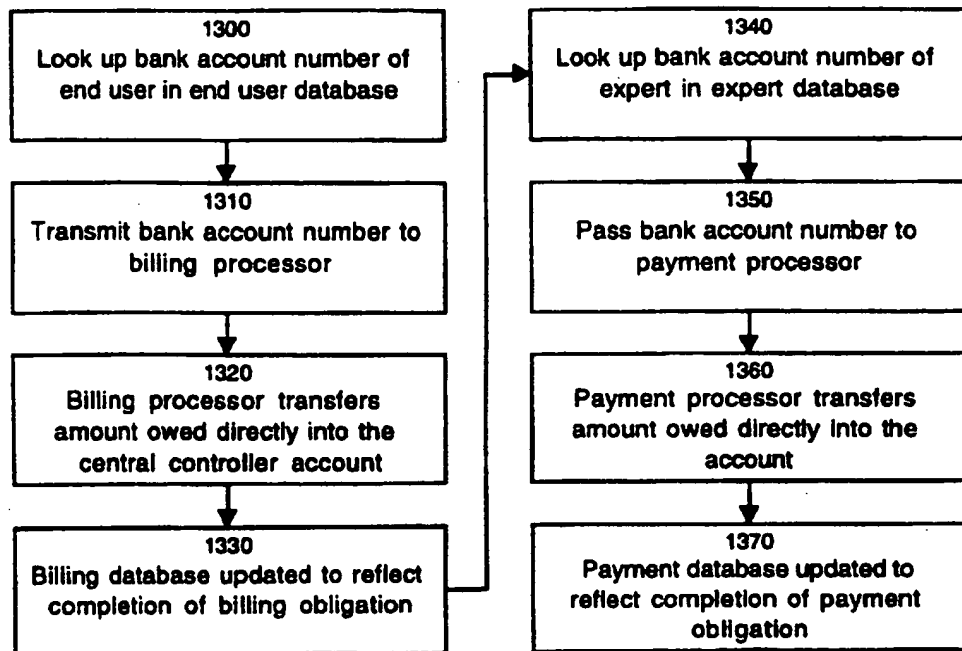 1300
Look up bank account number of
end user in end user database
1310
Transmit bank account number to
billing processor
1320
Billing processor transfers
amount owed directly into the
central controller account
1330
Billing database updated to reflect
completion of billing obligation
1340
Look up bank account number of
expert in expert database
1350
Pass bank account number to
payment processor
1360
Payment processor transfers
amount owed directly into the
account
1370
Payment database updated to
reflect completion of payment
obligation